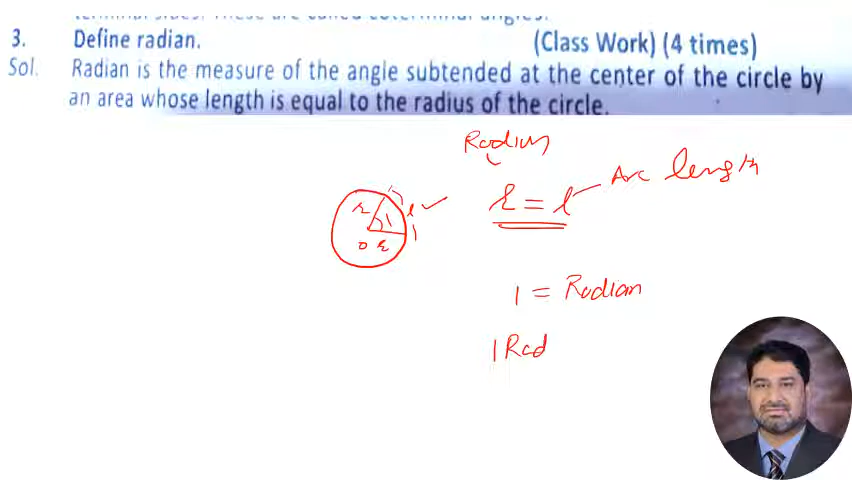 3. Define radian. (Class Work) (4 times)
Sol. Radian is the measure of the angle subtended at the center of the circle by
an area whose length is equal to the radius of the circle.
Radius
r = l Arc length
r l
1
O r
1 = Radian
1 Rad